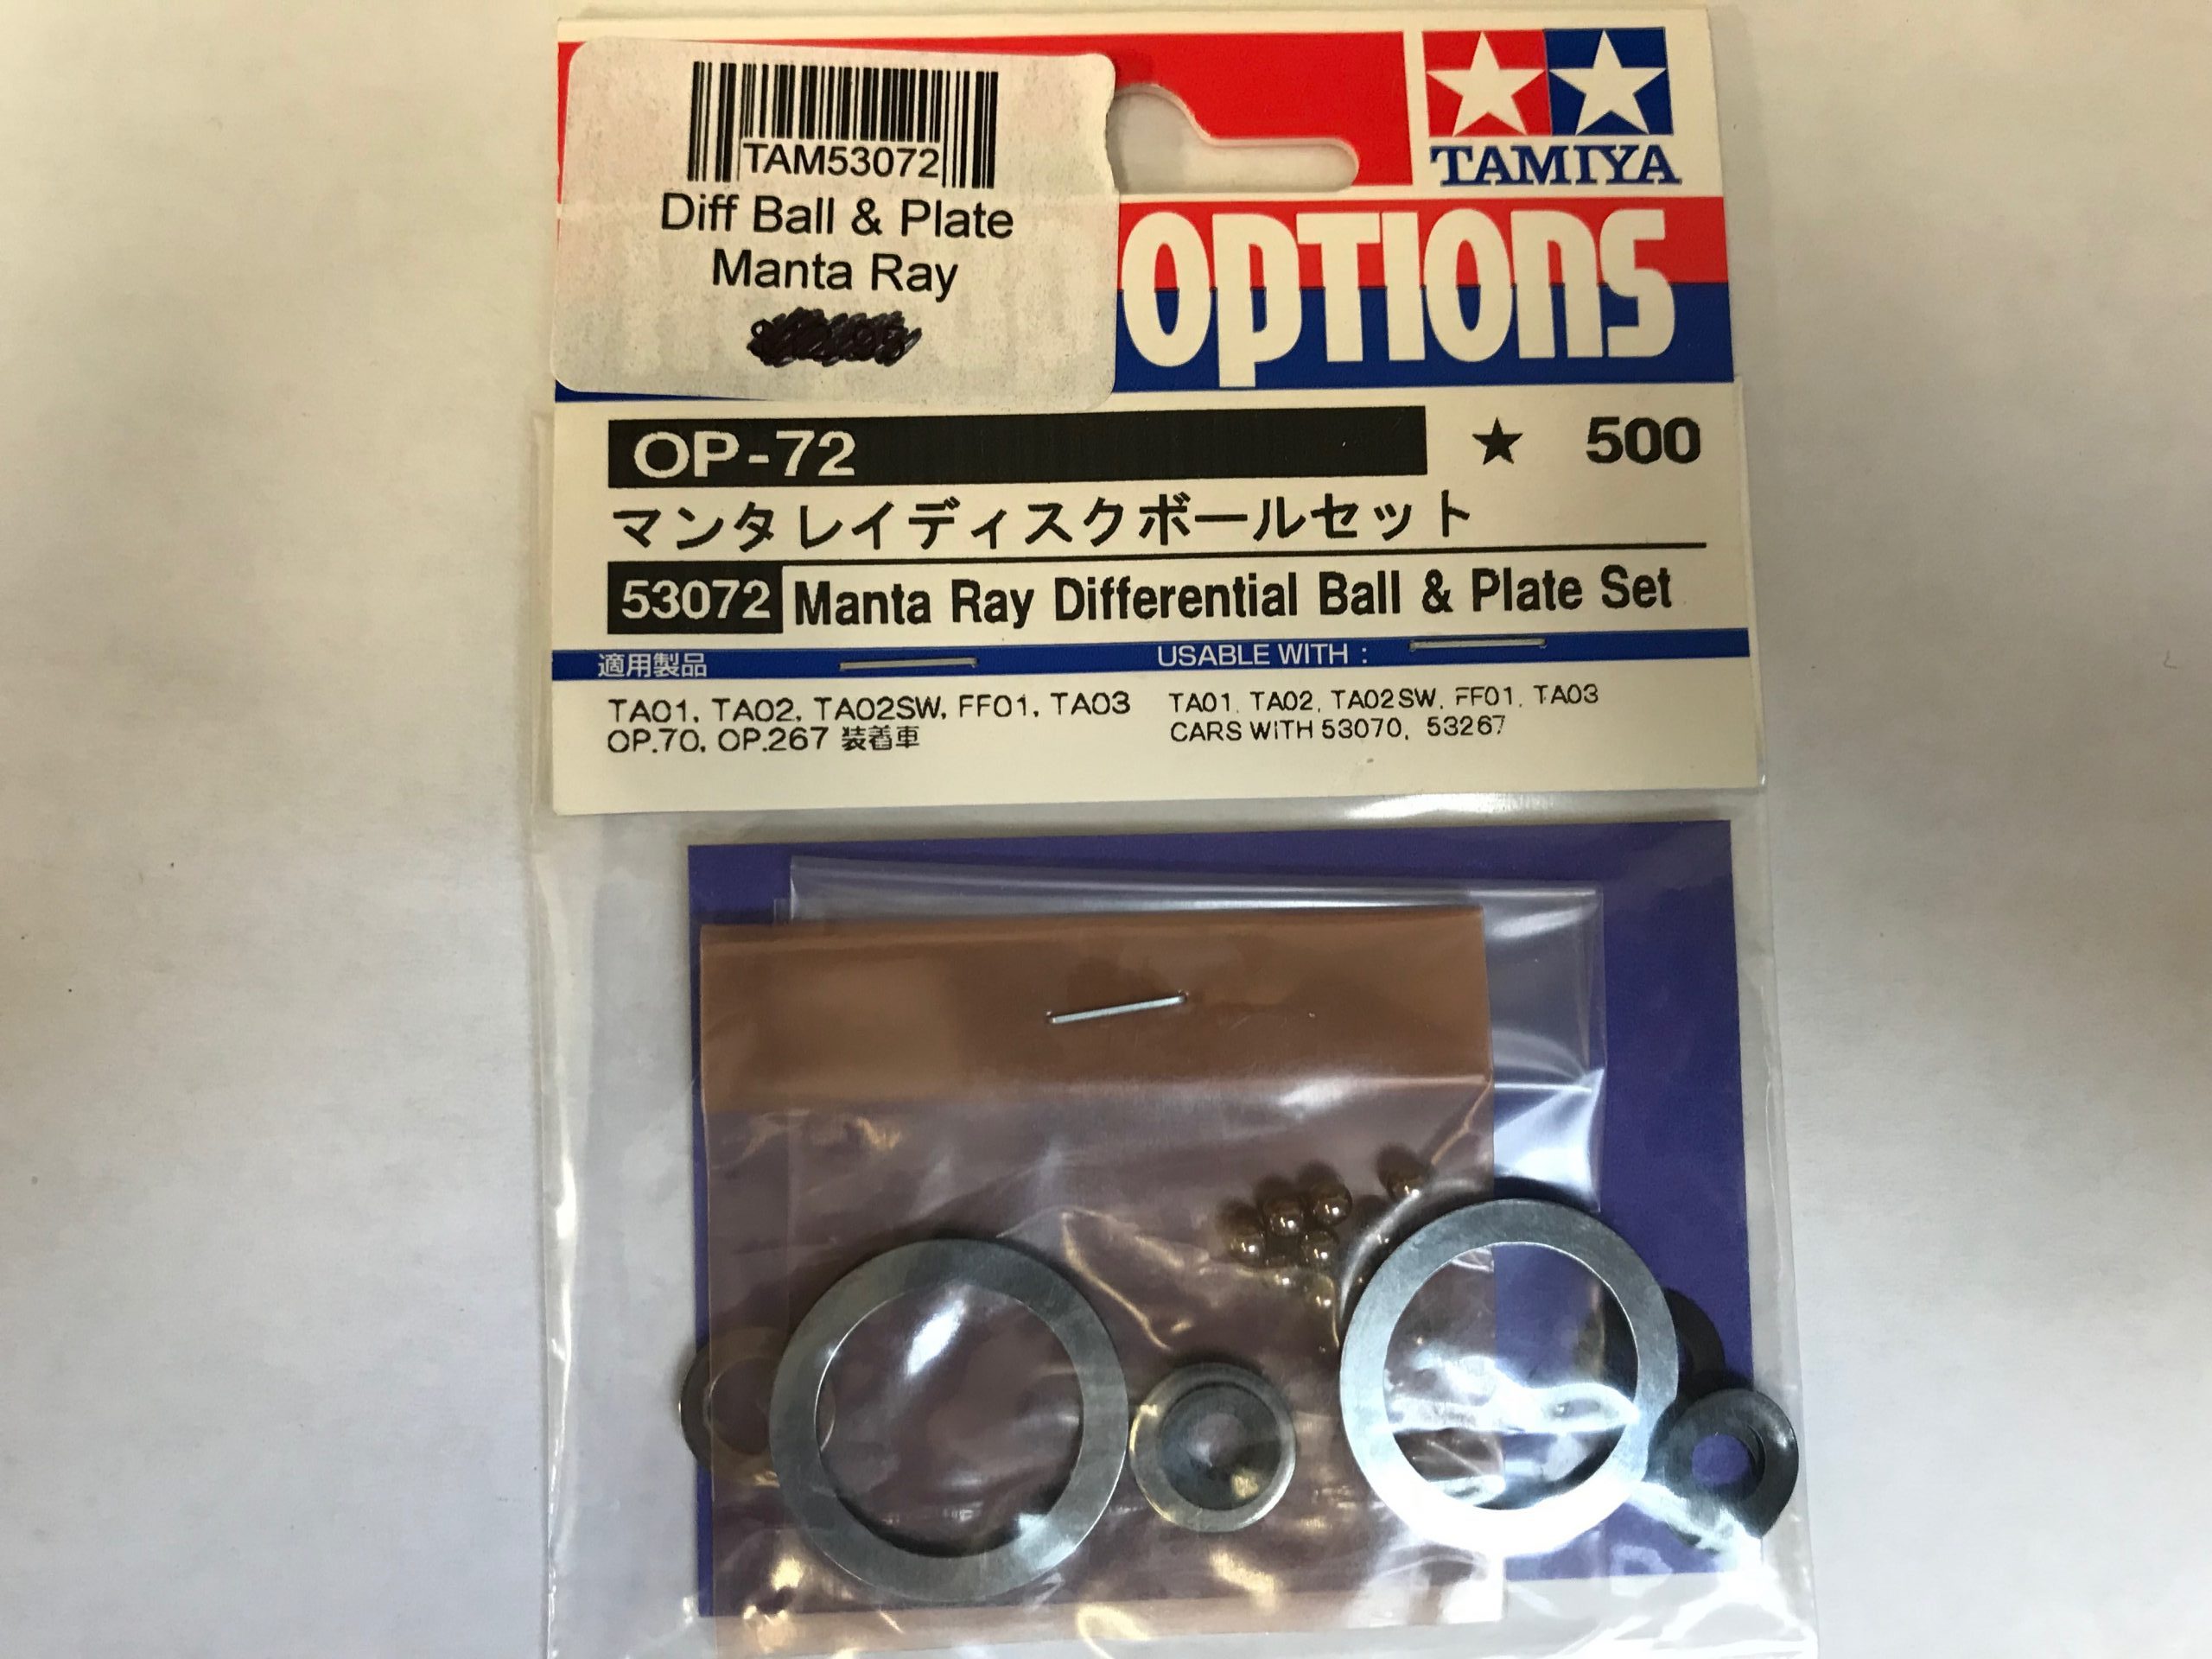 TAM53072
Diff Ball & Plate
Manta Ray
TAMIYA
OPTIONS
OP-72
★ 500
マンタレイディスクボールセット
53072 Manta Ray Differential Ball & Plate Set
適用製品
USABLE WITH :
TA01, TA02, TA02SW, FF01, TA03
OP.70, OP.267 装着車
TA01, TA02, TA02SW, FF01, TA03
CARS WITH 53070, 53267